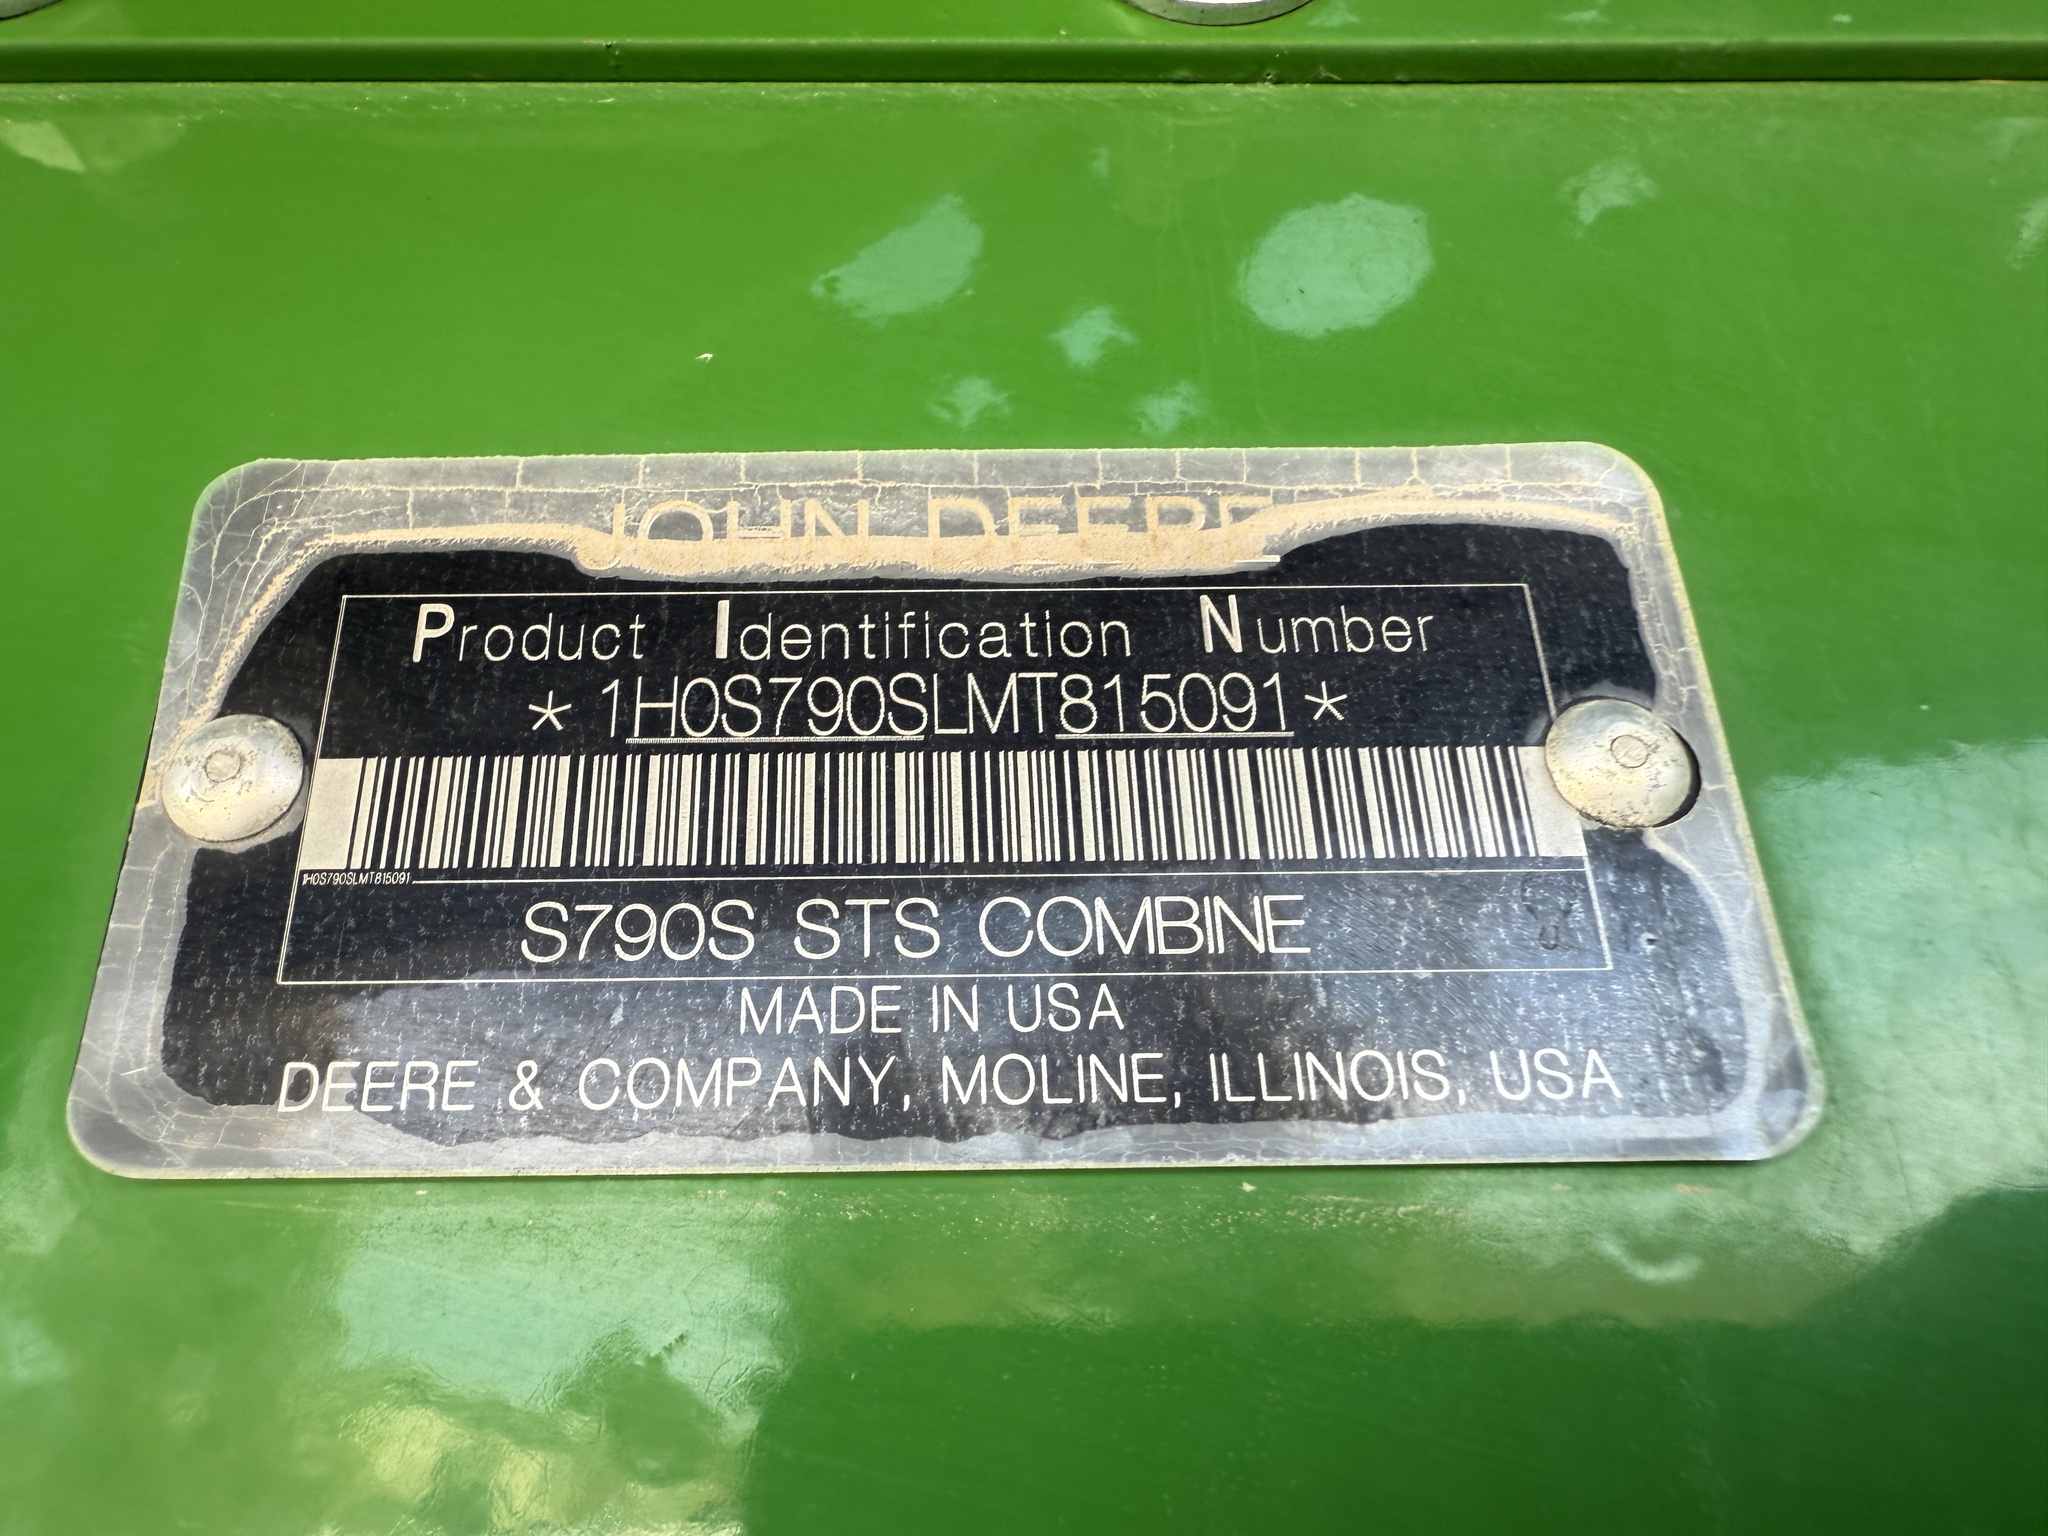 JOHN DEERE
Product Identification Number
* 1H0S790SLMT815091 *
1H0S790SLMT815091
S790S STS COMBINE
MADE IN USA
DEERE & COMPANY, MOLINE, ILLINOIS, USA